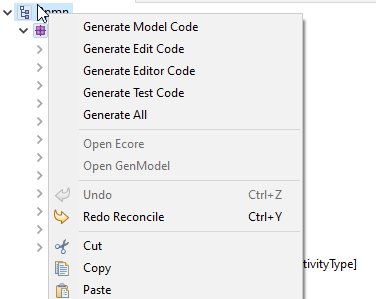 Generate Model Code
Generate Edit Code
Generate Editor Code
Generate Test Code
Generate All
Open Ecore
Open GenModel
Undo Ctrl+Z
Redo Reconcile Ctrl+Y
Cut
tivityType]
Copy
Paste